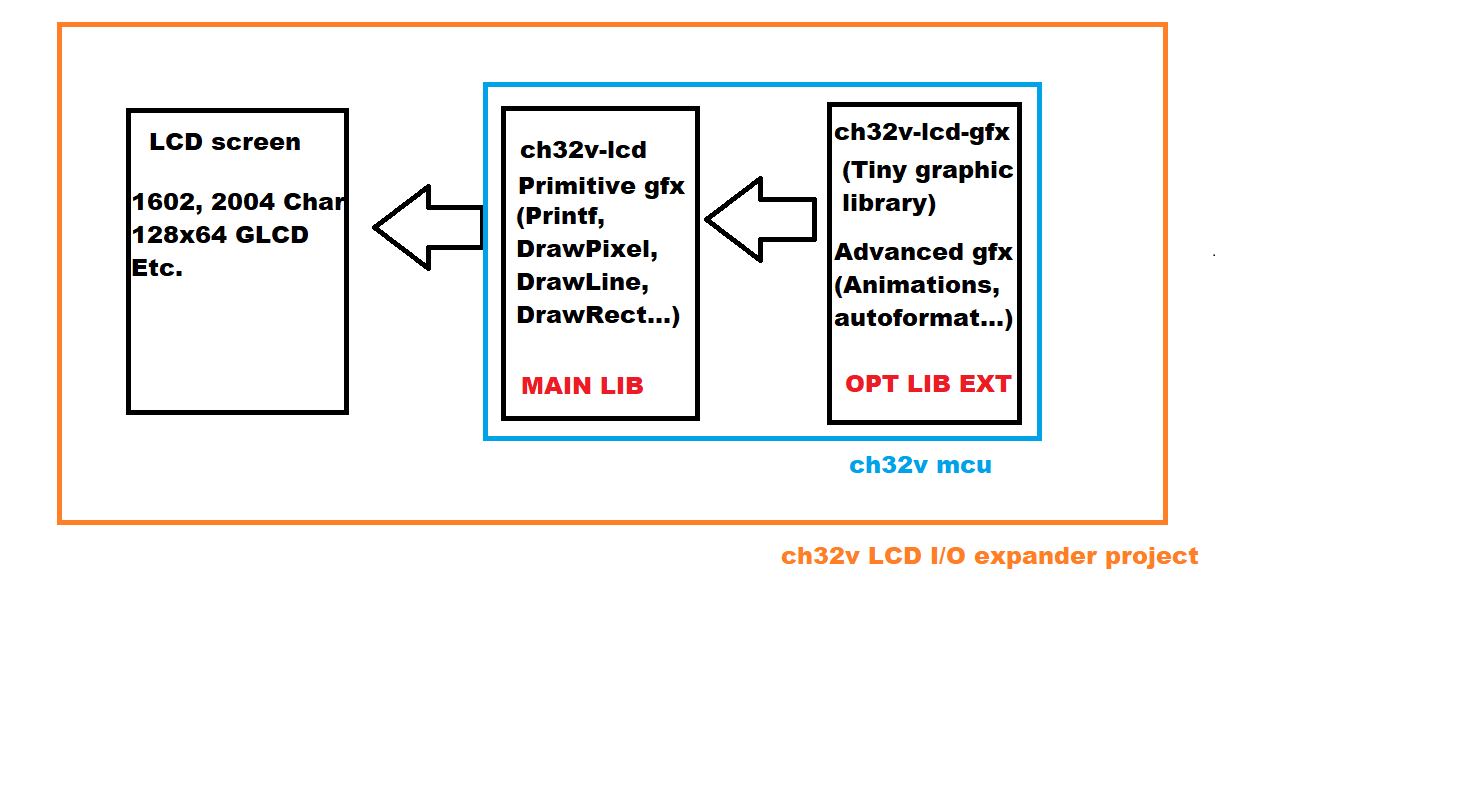 LCD screen
1602, 2004 Char
128x64 GLCD
Etc.
ch32v-lcd
Primitive gfx
(Printf,
DrawPixel,
DrawLine,
DrawRect...)
MAIN LIB
ch32v-lcd-gfx
(Tiny graphic
library)
Advanced gfx
(Animations,
autoformat...)
OPT LIB EXT
ch32v mcu
ch32v LCD I/O expander project